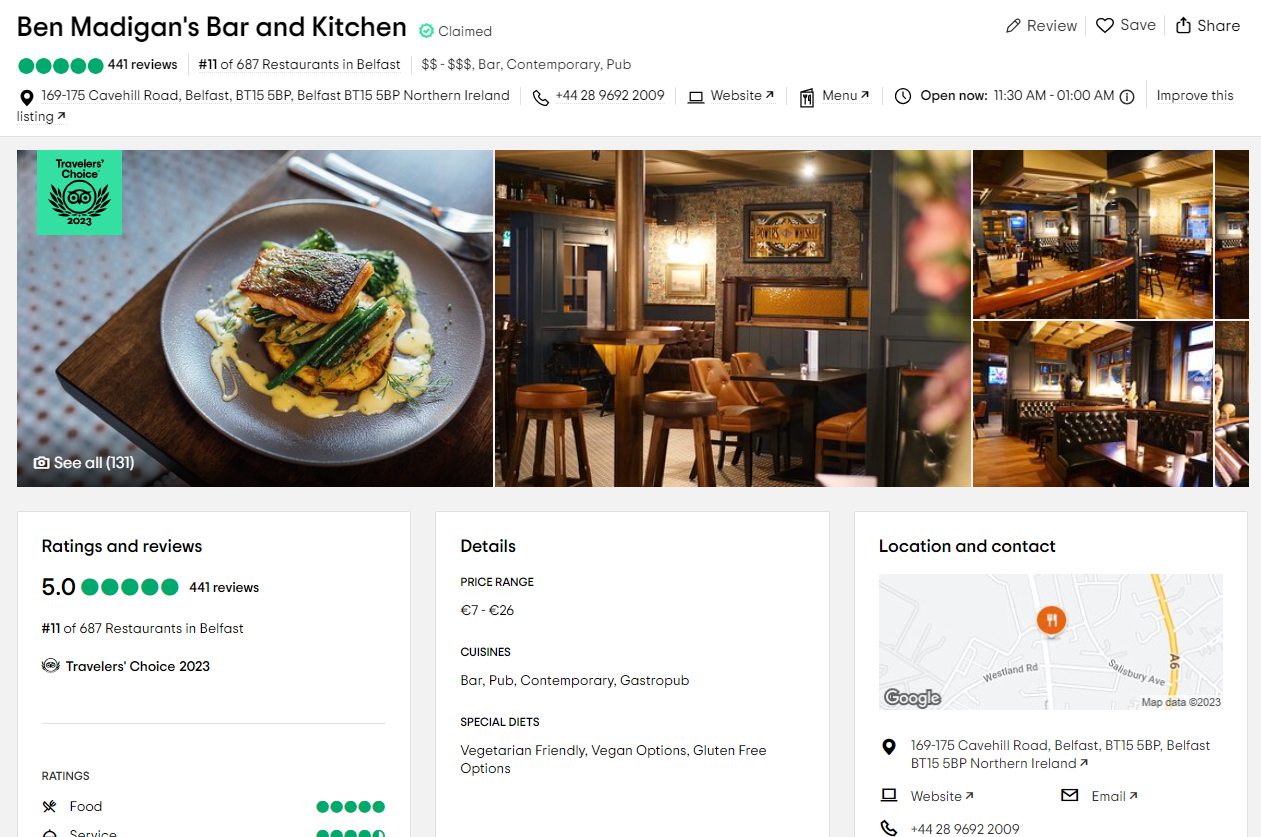 Ben Madigan's Bar and Kitchen
Claimed
Review
Save
Share
441 reviews
#11 of 687 Restaurants in Belfast
$$ - $$$, Bar, Contemporary, Pub
169-175 Cavehill Road, Belfast, BT15 5BP, Belfast BT15 5BP Northern Ireland
+44 28 9692 2009
Website
Menu
Open now: 11:30 AM - 01:00 AM
Improve this
listing
Travelers'
Choice
2023
POWERS WHISKEY
See all (131)
Ratings and reviews
5.0
441 reviews
#11 of 687 Restaurants in Belfast
Travelers' Choice 2023
RATINGS
Food
Service
Details
PRICE RANGE
€7 - €26
CUISINES
Bar, Pub, Contemporary, Gastropub
SPECIAL DIETS
Vegetarian Friendly, Vegan Options, Gluten Free
Options
Location and contact
Westland Rd
Salisbury Ave
A6
Google
Map data ©2023
169-175 Cavehill Road, Belfast, BT15 5BP, Belfast
BT15 5BP Northern Ireland
Website
Email
+44 28 9692 2009